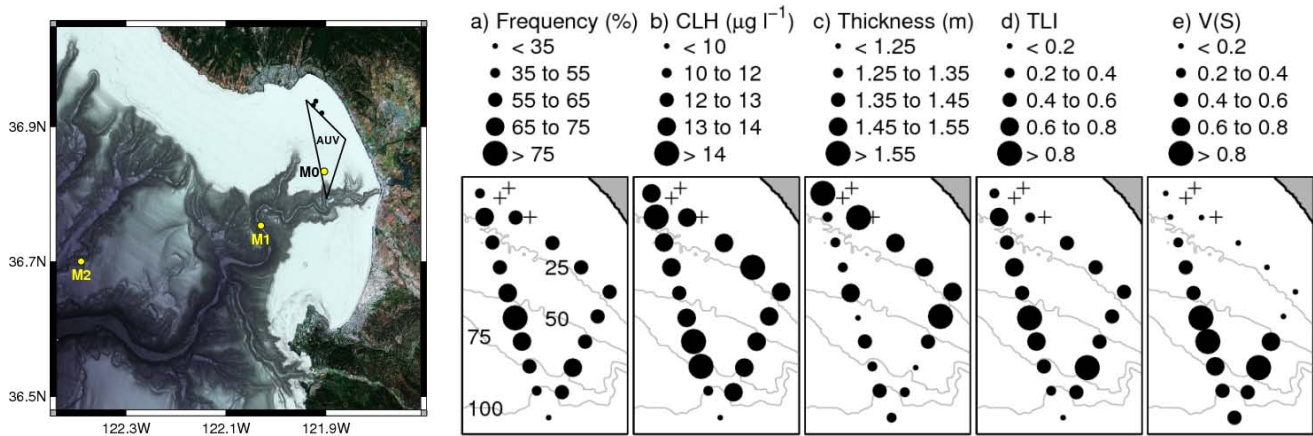 36.9N
36.7N
36.5N
122.3W
122.1W
121.9W
AUV
M0
M1
M2
a) Frequency (%)
< 35
35 to 55
55 to 65
65 to 75
> 75
25
50
75
100
b) CLH (µg l⁻¹)
< 10
10 to 12
12 to 13
13 to 14
> 14
c) Thickness (m)
< 1.25
1.25 to 1.35
1.35 to 1.45
1.45 to 1.55
> 1.55
d) TLI
< 0.2
0.2 to 0.4
0.4 to 0.6
0.6 to 0.8
> 0.8
e) V(S)
< 0.2
0.2 to 0.4
0.4 to 0.6
0.6 to 0.8
> 0.8